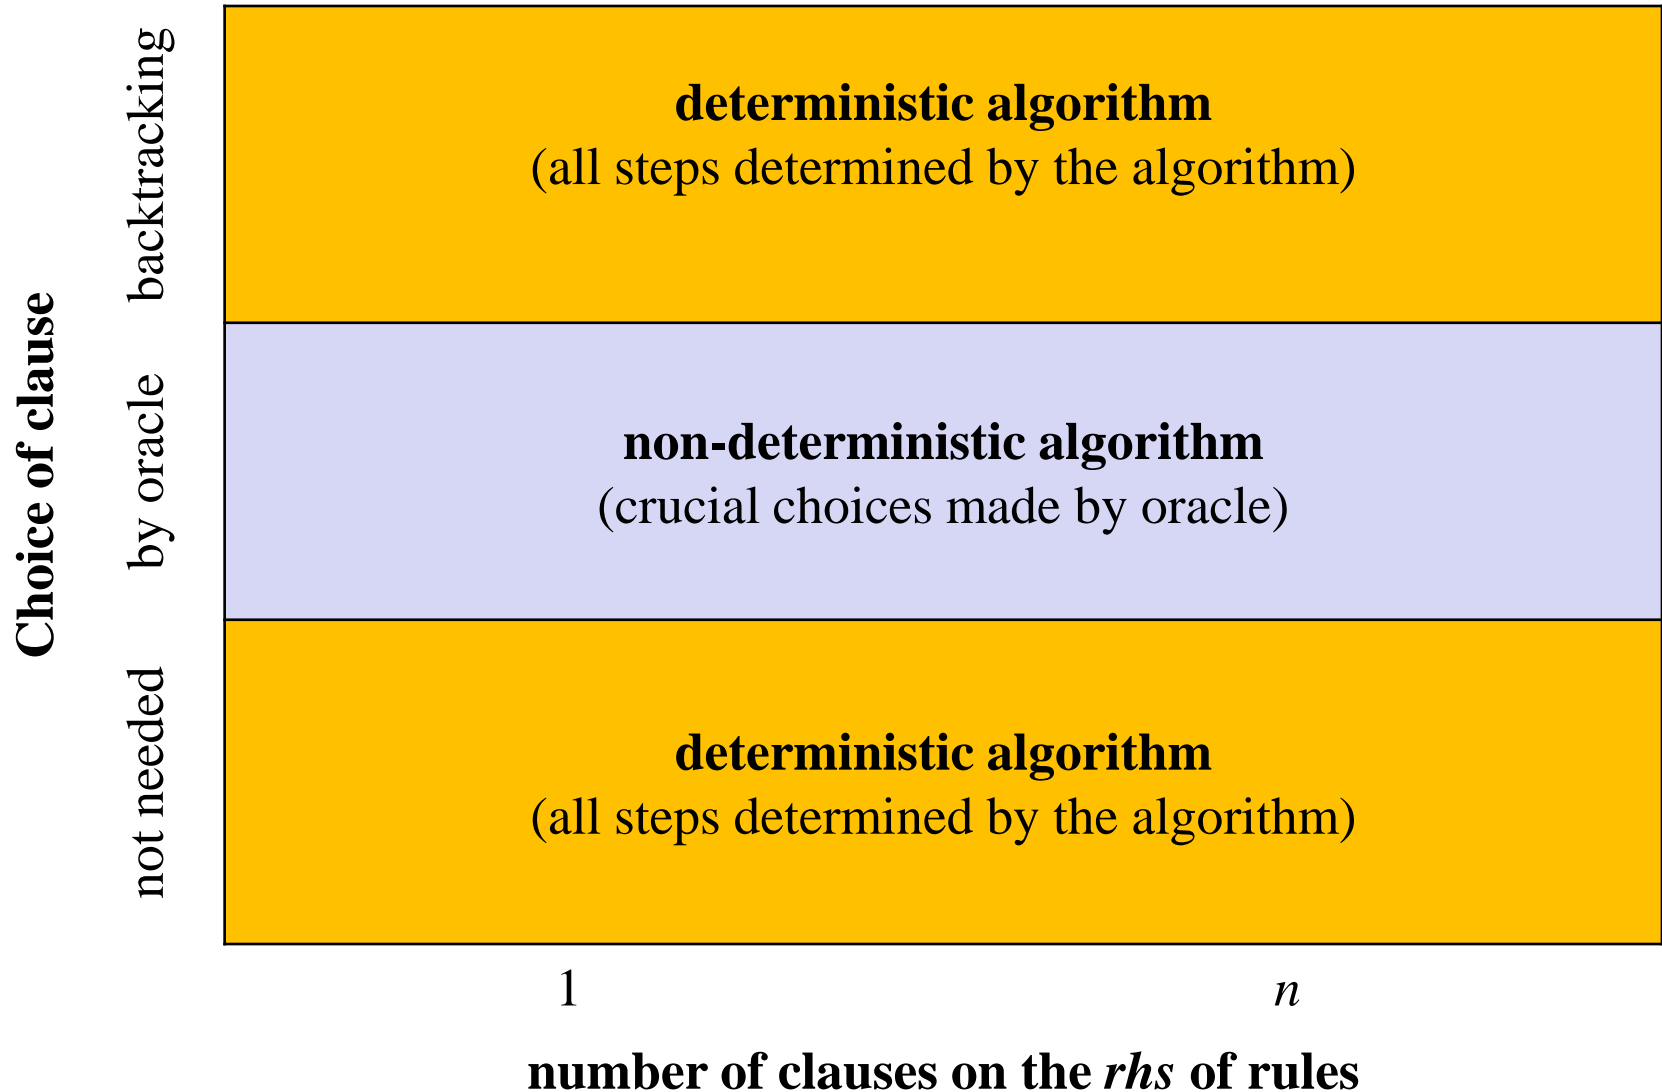 Choice of clause
backtracking
deterministic algorithm
(all steps determined by the algorithm)
by oracle
non-deterministic algorithm
(crucial choices made by oracle)
not needed
deterministic algorithm
(all steps determined by the algorithm)
1 n
number of clauses on the rhs of rules